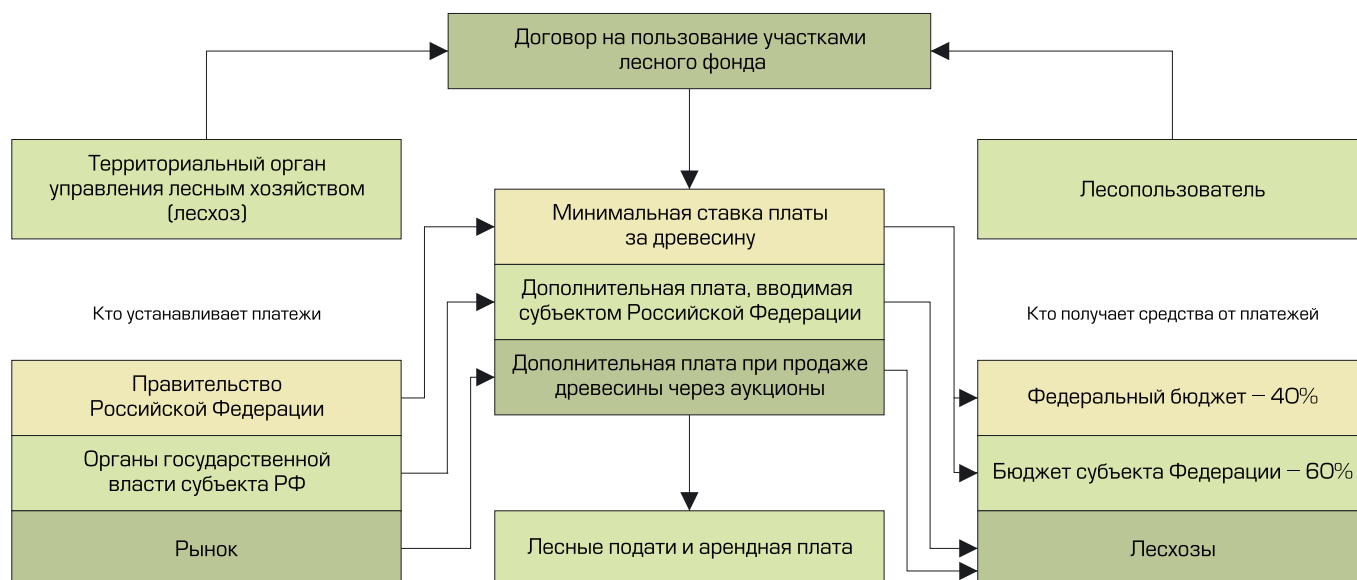 Договор на пользование участками
лесного фонда
Территориальный орган
управления лесным хозяйством
(лесхоз)
Лесопользователь
Минимальная ставка платы
за древесину
Дополнительная плата, вводимая
субъектом Российской Федерации
Дополнительная плата при продаже
древесины через аукционы
Кто устанавливает платежи
Кто получает средства от платежей
Правительство
Российской Федерации
Органы государственной
власти субъекта РФ
Рынок
Лесные подати и арендная плата
Федеральный бюджет – 40%
Бюджет субъекта Федерации – 60%
Лесхозы